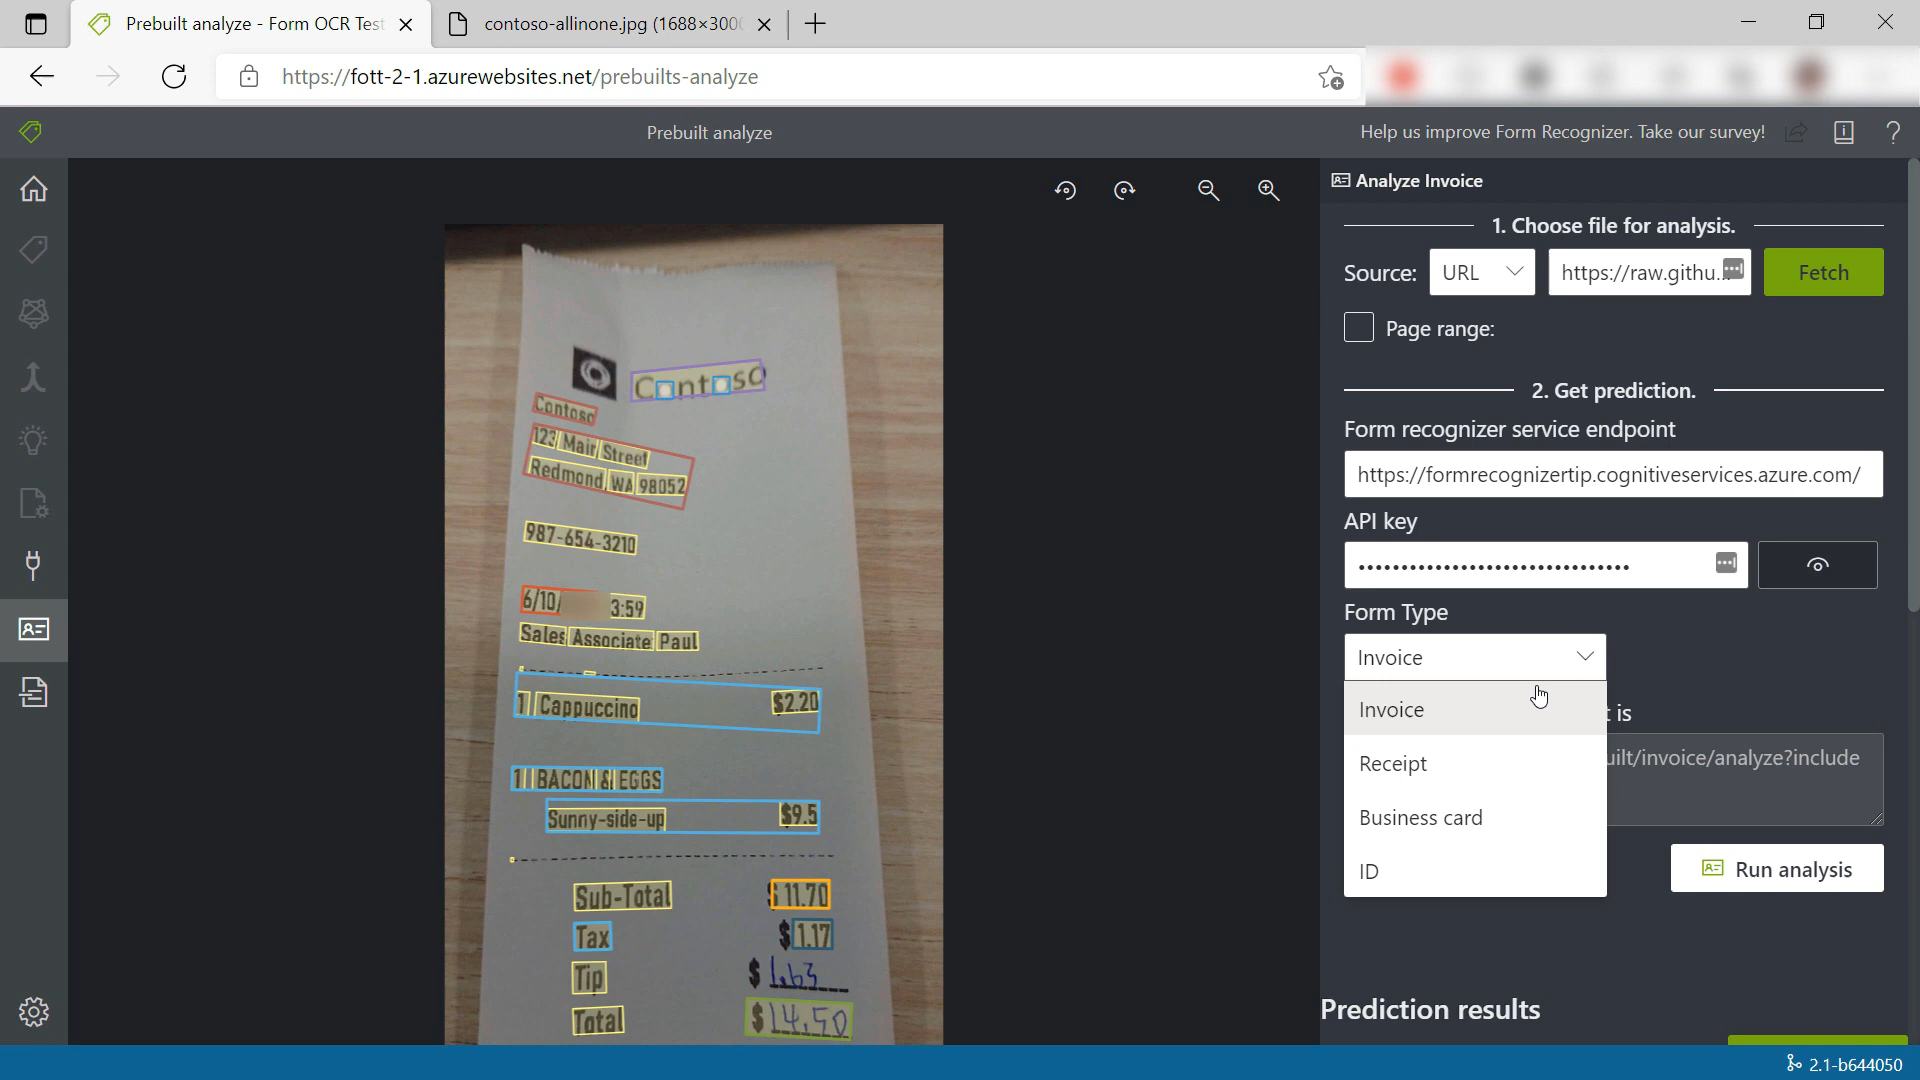 Prebuilt analyze - Form OCR Test
contoso-allinone.jpg (1688×300
https://fott-2-1.azurewebsites.net/prebuilts-analyze
Prebuilt analyze
Help us improve Form Recognizer. Take our survey!
Contoso
Contoso
123 Main Street
Redmond, WA 98052
987-654-3210
6/10/ 3:59
Sales Associate Paul
1 Cappuccino $2.20
1 BACON & EGGS
Sunny-side-up $9.5
Sub-Total $ 11.70
Tax $ 1.17
Tip $ 1.63
Total $ 14.50
Analyze Invoice
1. Choose file for analysis.
Source: URL https://raw.githu... Fetch
Page range:
2. Get prediction.
Form recognizer service endpoint
https://formrecognizertip.cognitiveservices.azure.com/
API key
Form Type
Invoice
Invoice
t is
Receipt
uilt/invoice/analyze?include
Business card
ID
Run analysis
Prediction results
2.1-b644050